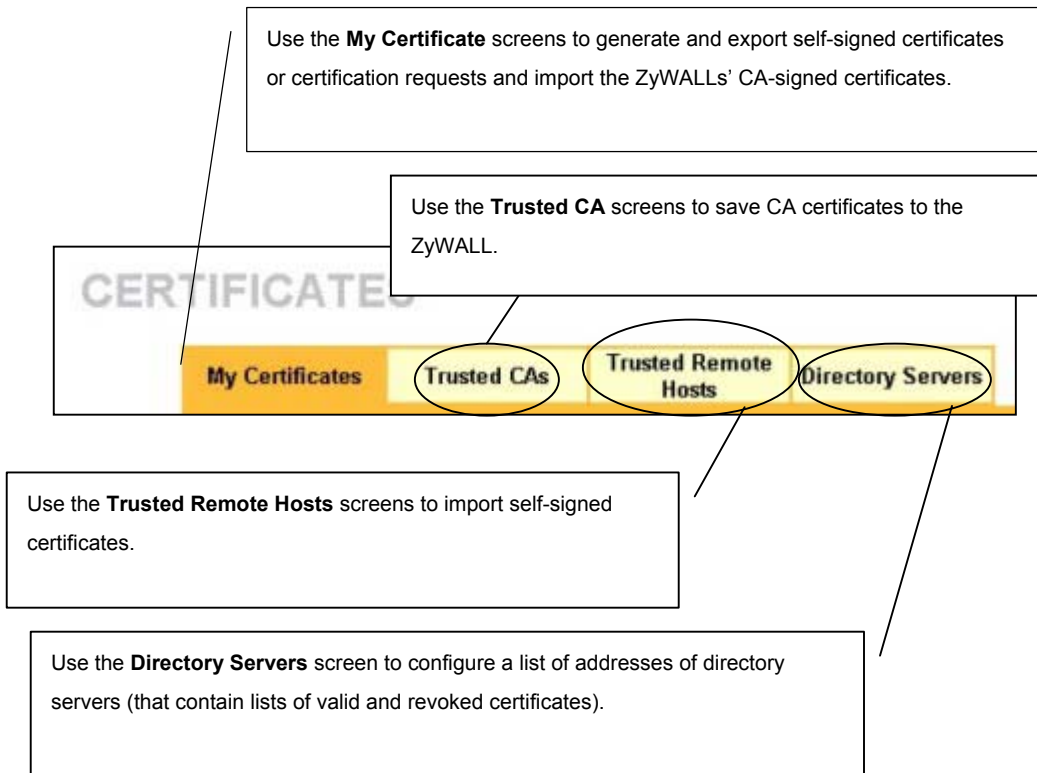 Use the My Certificate screens to generate and export self-signed certificates
or certification requests and import the ZyWALLs’ CA-signed certificates.
Use the Trusted CA screens to save CA certificates to the
ZyWALL.
CERTIFICATES
My Certificates
Trusted CAs
Trusted Remote
Hosts
Directory Servers
Use the Trusted Remote Hosts screens to import self-signed
certificates.
Use the Directory Servers screen to configure a list of addresses of directory
servers (that contain lists of valid and revoked certificates).